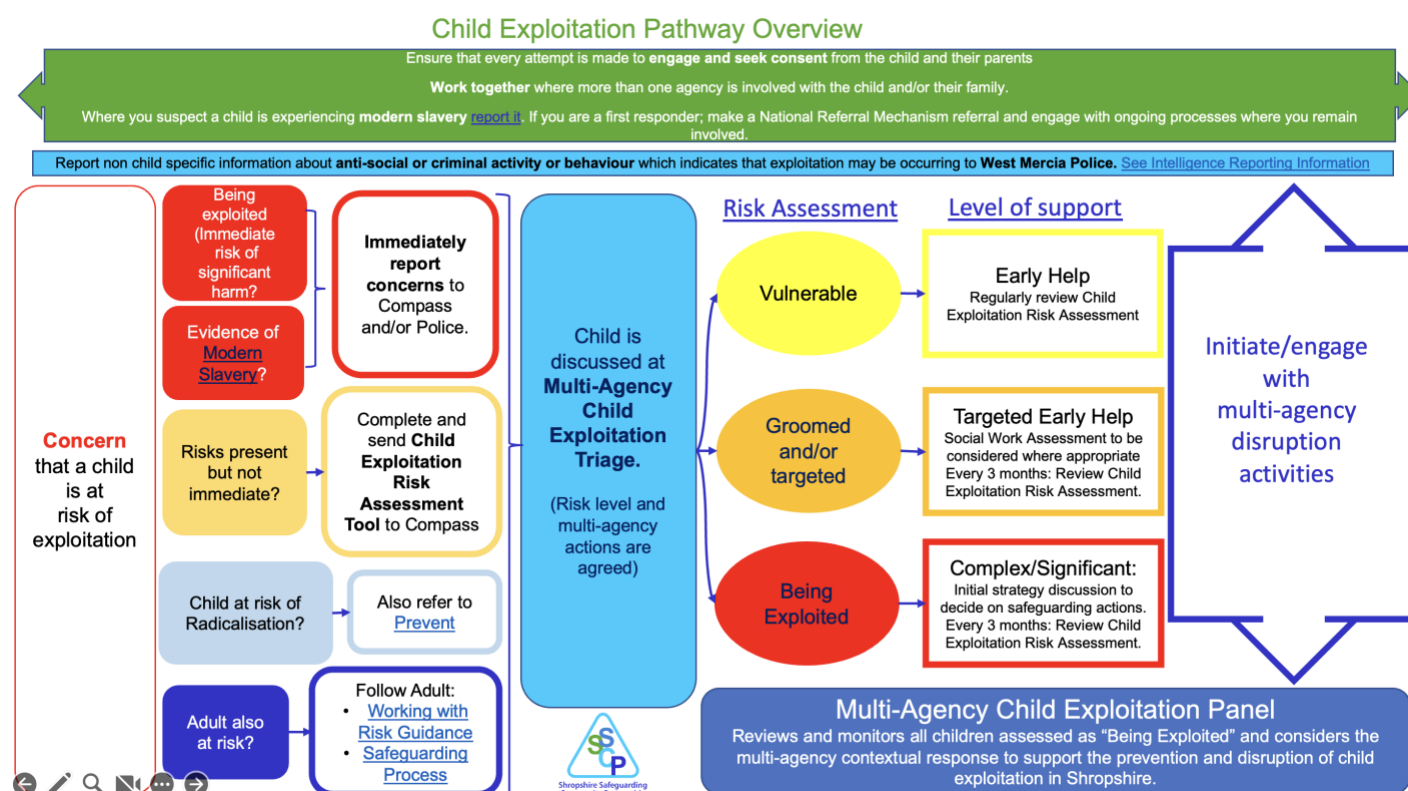 Child Exploitation Pathway Overview
Ensure that every attempt is made to engage and seek consent from the child and their parents
Work together where more than one agency is involved with the child and/or their family.
Where you suspect a child is experiencing modern slavery report it. If you are a first responder; make a National Referral Mechanism referral and engage with ongoing processes where you remain
involved.
Report non child specific information about anti-social or criminal activity or behaviour which indicates that exploitation may be occurring to West Mercia Police. See Intelligence Reporting Information
Concern
that a child
is at
risk of
exploitation
Being
exploited
(Immediate
risk of
significant
harm?
Evidence of
Modern
Slavery?
Immediately
report
concerns to
Compass
and/or Police.
Risks present
but not
immediate?
Complete and
send Child
Exploitation
Risk
Assessment
Tool to Compass
Child at risk of
Radicalisation?
Also refer to
Prevent
Adult also
at risk?
Follow Adult:
• Working with
Risk Guidance
• Safeguarding
Process
Child is
discussed at
Multi-Agency
Child
Exploitation
Triage.
(Risk level and
multi-agency
actions are
agreed)
SSCP
Shropshire Safeguarding
Risk Assessment
Vulnerable
Groomed
and/or
targeted
Being
Exploited
Level of support
Early Help
Regularly review Child
Exploitation Risk Assessment
Targeted Early Help
Social Work Assessment to be
considered where appropriate
Every 3 months: Review Child
Exploitation Risk Assessment.
Complex/Significant:
Initial strategy discussion to
decide on safeguarding actions.
Every 3 months: Review Child
Exploitation Risk Assessment.
Initiate/engage
with
multi-agency
disruption
activities
Multi-Agency Child Exploitation Panel
Reviews and monitors all children assessed as “Being Exploited” and considers the
multi-agency contextual response to support the prevention and disruption of child
exploitation in Shropshire.